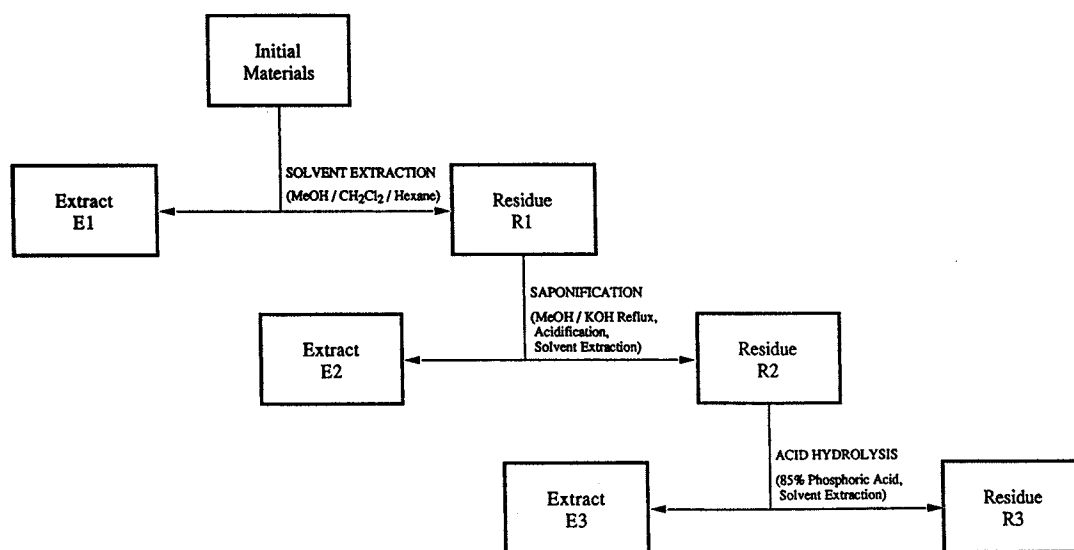 Initial
Materials
SOLVENT EXTRACTION
(MeOH / CH₂Cl₂ / Hexane)
Extract
E1
Residue
R1
SAPONIFICATION
(MeOH / KOH Reflux,
Acidification,
Solvent Extraction)
Extract
E2
Residue
R2
ACID HYDROLYSIS
(85% Phosphoric Acid,
Solvent Extraction)
Extract
E3
Residue
R3